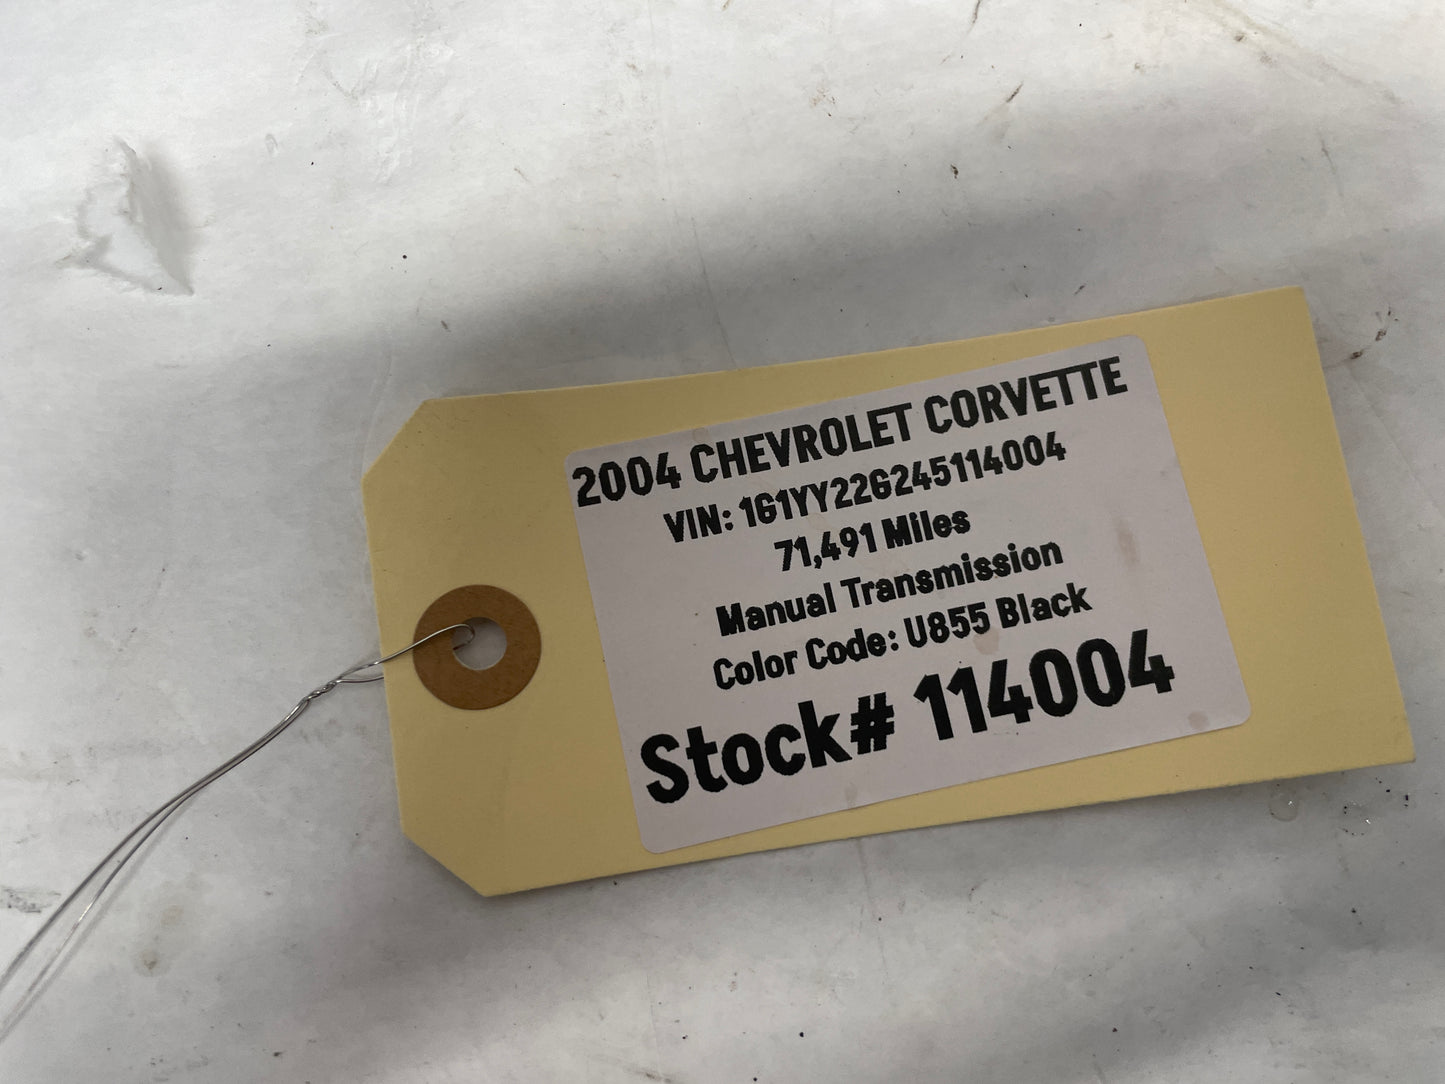 2004 CHEVROLET CORVETTE
VIN: 1G1YY22G245114004
71,491 Miles
Manual Transmission
Color Code: U855 Black
Stock# 114004